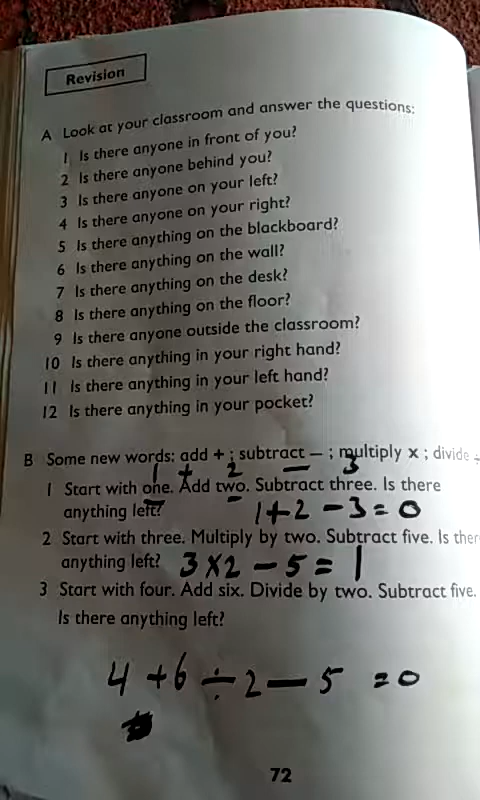 Revision
A Look at your classroom and answer the questions:
1 Is there anyone in front of you?
2 Is there anyone behind you?
3 Is there anyone on your left?
4 Is there anyone on your right?
5 Is there anything on the blackboard?
6 Is there anything on the wall?
7 Is there anything on the desk?
8 Is there anything on the floor?
9 Is there anyone outside the classroom?
10 Is there anything in your right hand?
11 Is there anything in your left hand?
12 Is there anything in your pocket?
B Some new words: add + ; subtract — ; multiply x ; divide ÷
1 + 2 — 3
1 Start with one. Add two. Subtract three. Is there
anything left? 1+2-3=0
2 Start with three. Multiply by two. Subtract five. Is ther
anything left? 3×2-5=1
3 Start with four. Add six. Divide by two. Subtract five.
Is there anything left?
4+6÷2-5 =0
72